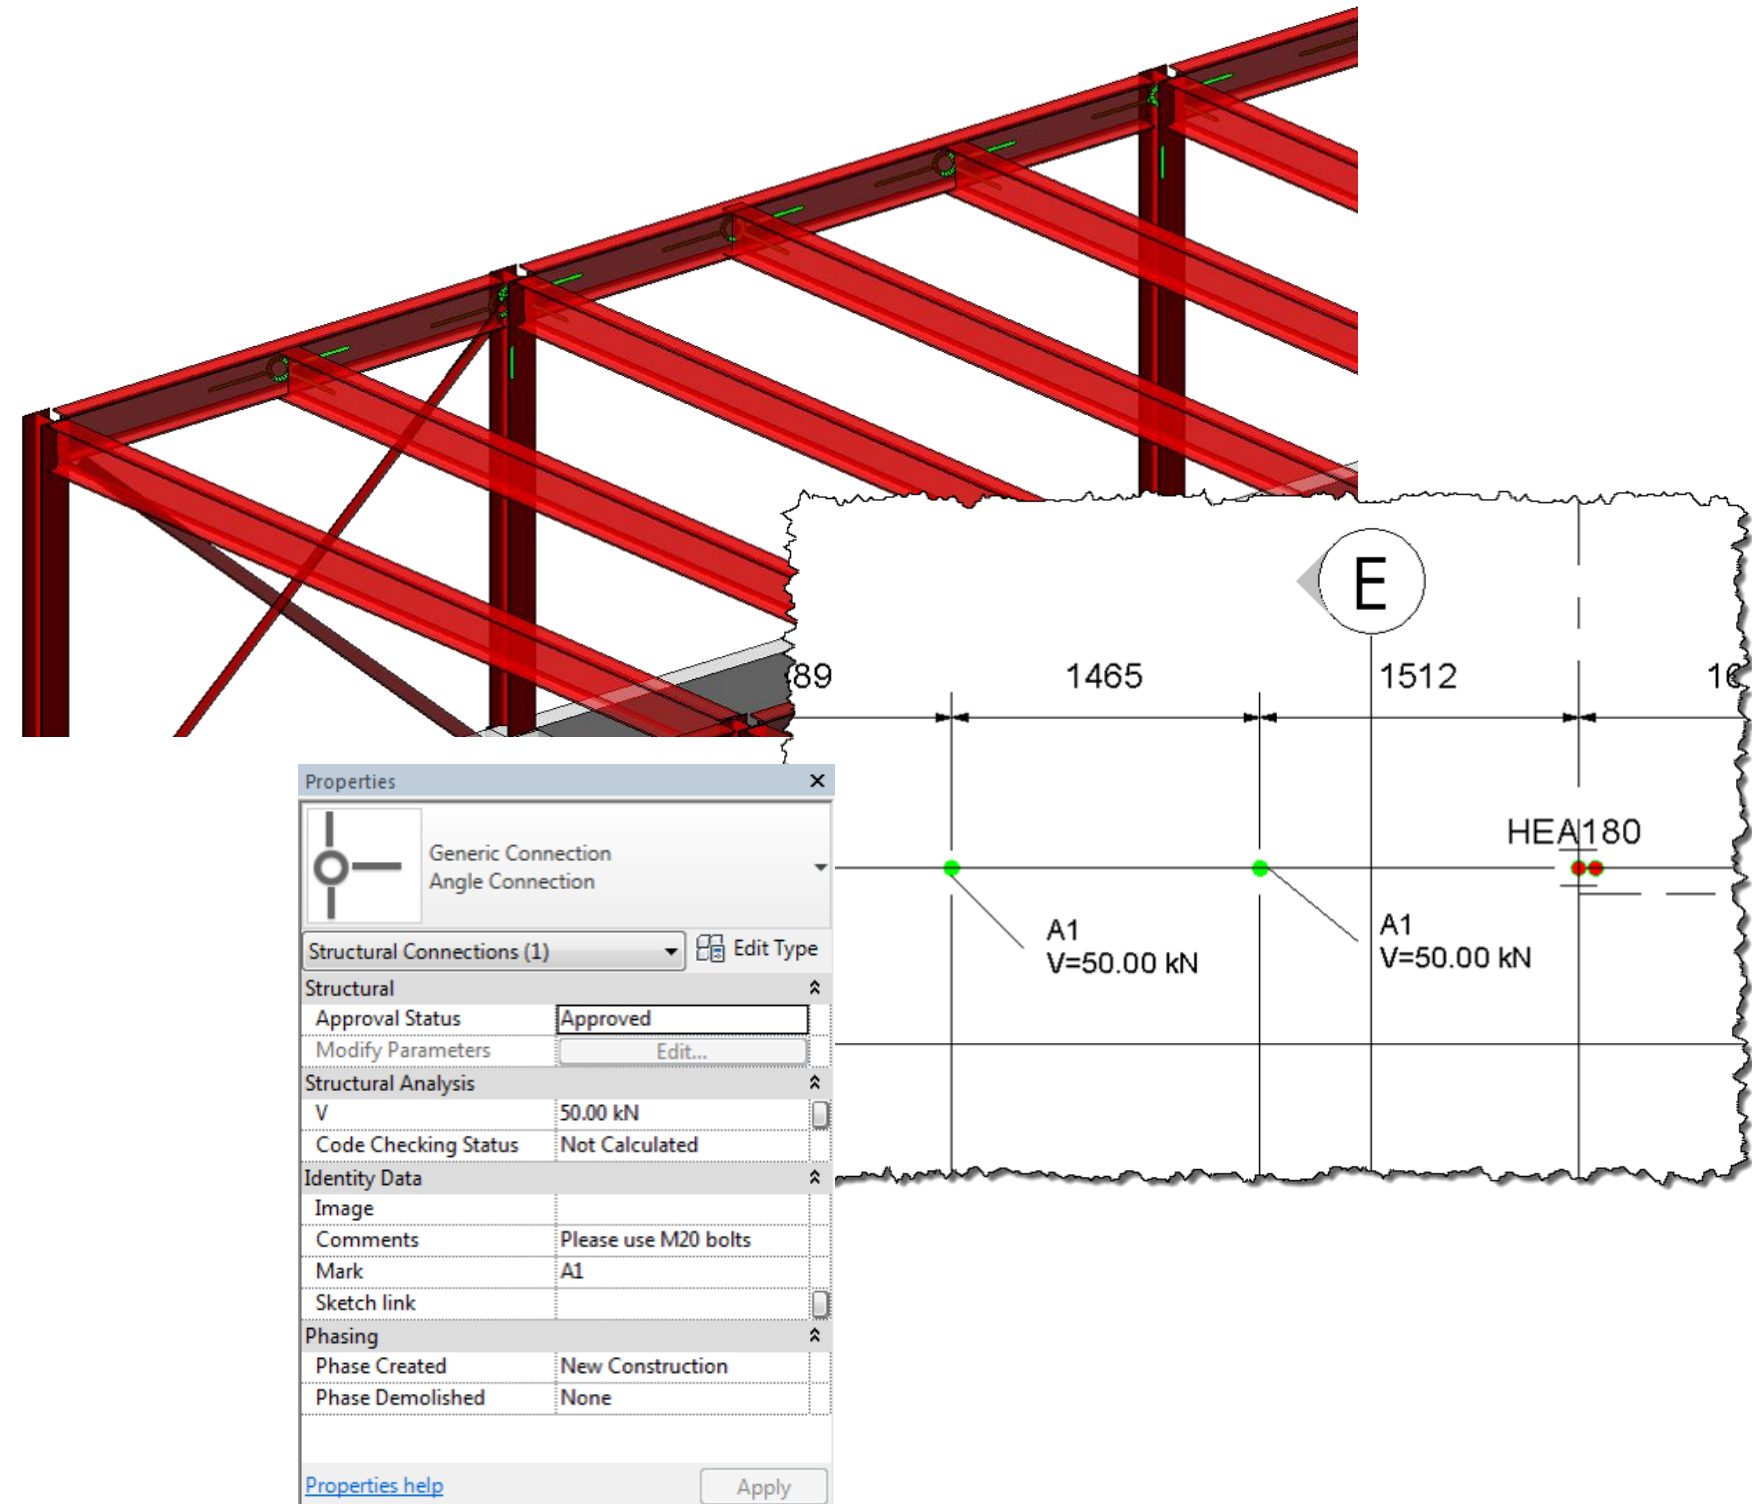 E
89
1465
1512
16
HEA180
A1
V=50.00 kN
A1
V=50.00 kN
Properties
Generic Connection
Angle Connection
Structural Connections (1)
Edit Type
Structural
Approval Status Approved
Modify Parameters Edit...
Structural Analysis
V 50.00 kN
Code Checking Status Not Calculated
Identity Data
Image
Comments Please use M20 bolts
Mark A1
Sketch link
Phasing
Phase Created New Construction
Phase Demolished None
Properties help Apply